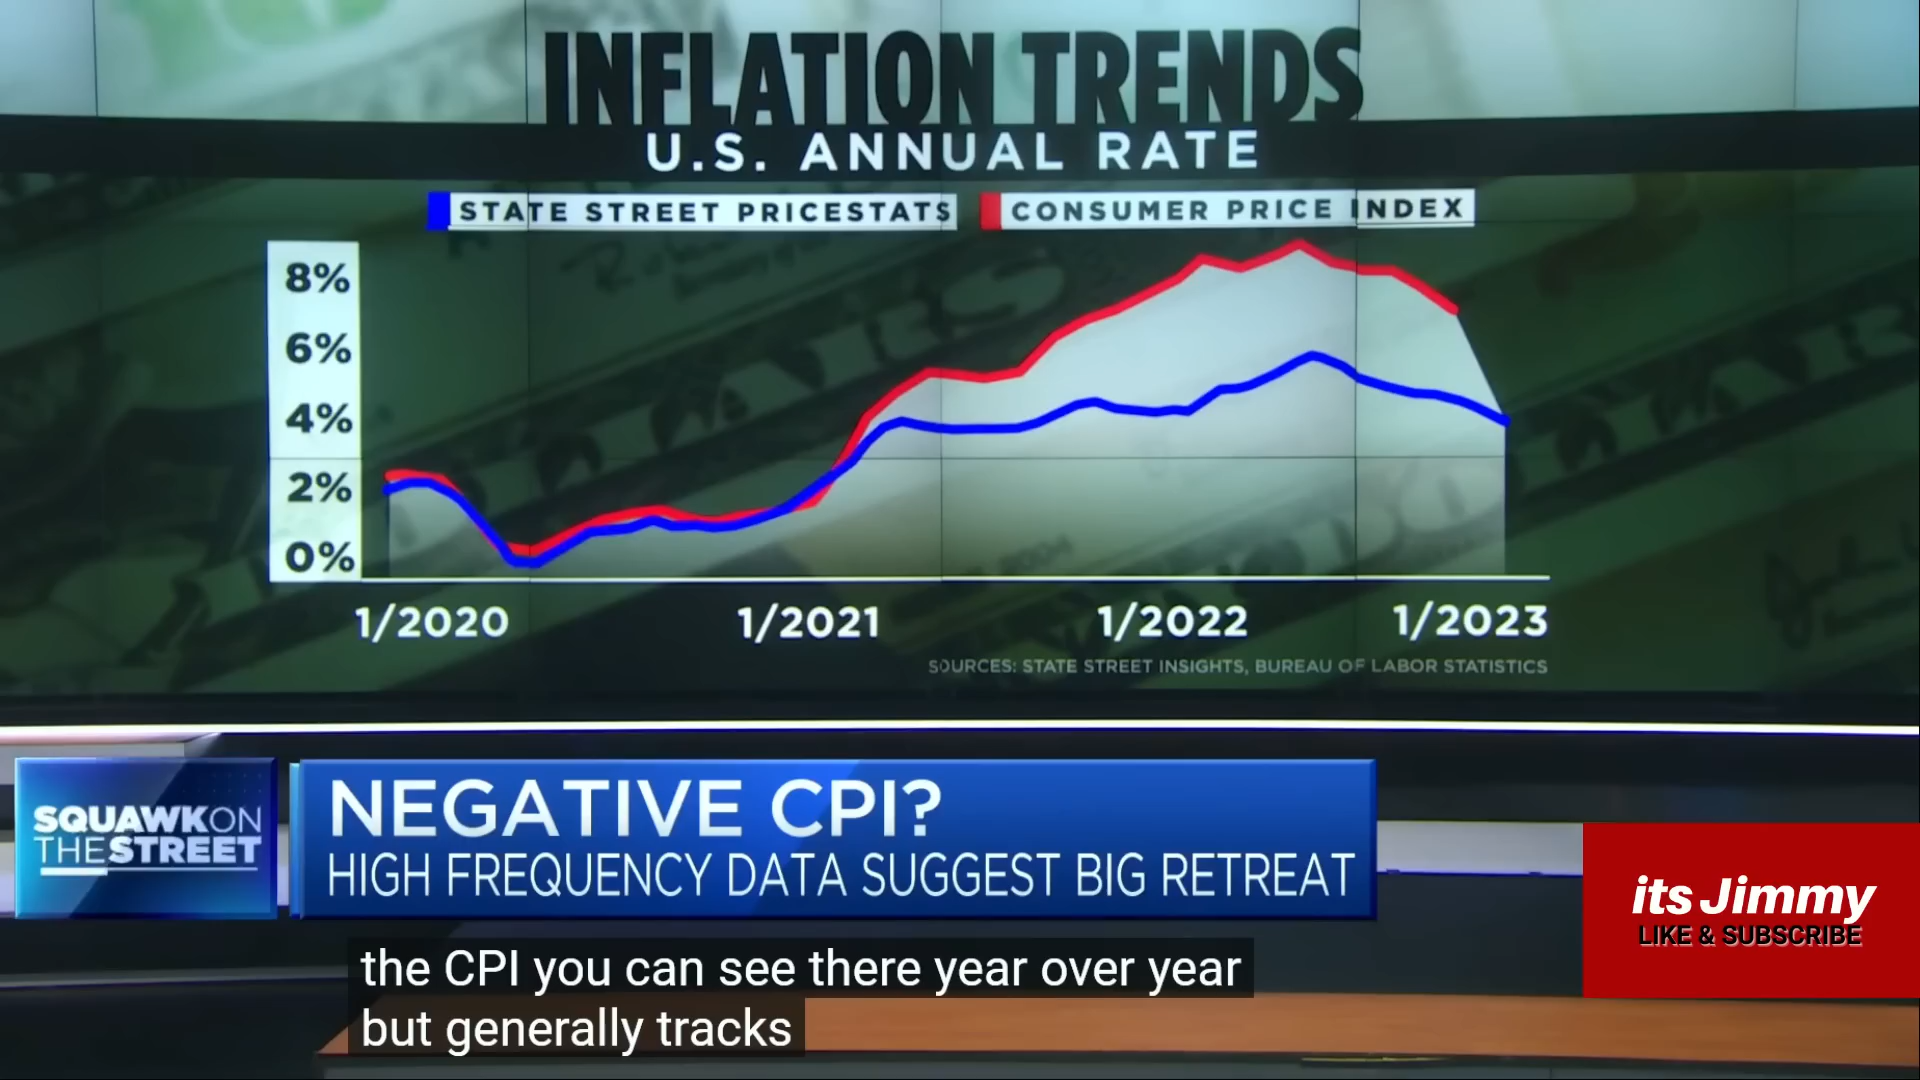 INFLATION TRENDS
U.S. ANNUAL RATE
STATE STREET PRICESTATS
CONSUMER PRICE INDEX
8%
6%
4%
2%
0%
1/2020
1/2021
1/2022
1/2023
SOURCES: STATE STREET INSIGHTS, BUREAU OF LABOR STATISTICS
SQUAWK ON
THE STREET
NEGATIVE CPI?
HIGH FREQUENCY DATA SUGGEST BIG RETREAT
its Jimmy
LIKE & SUBSCRIBE
the CPI you can see there year over year
but generally tracks